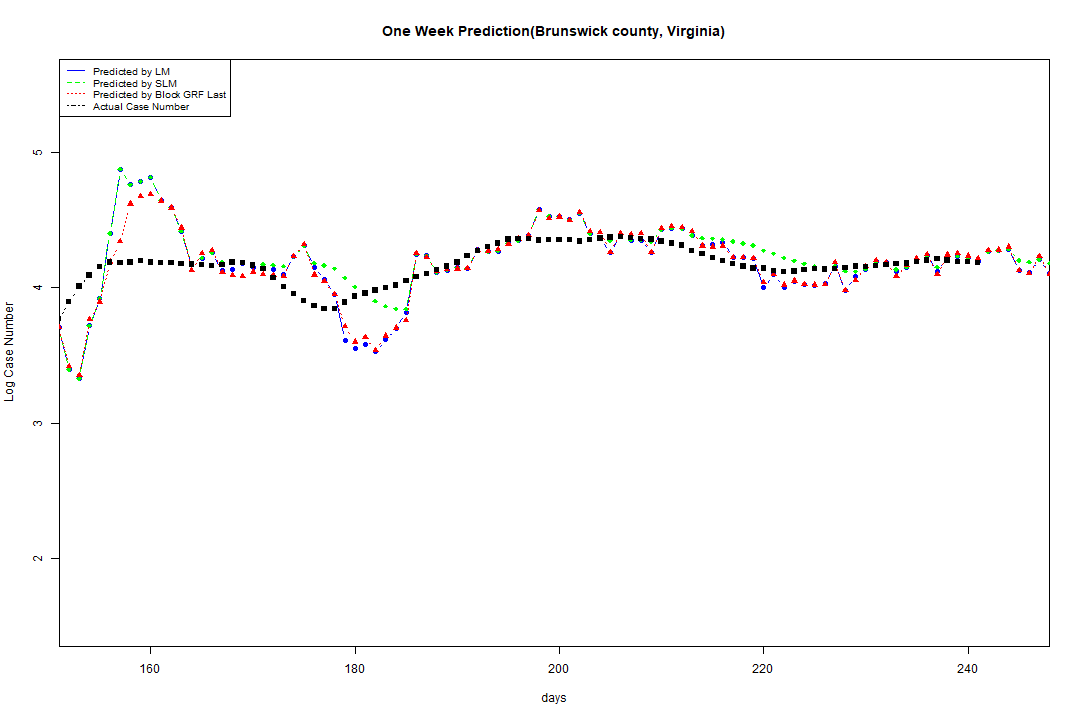 One Week Prediction(Brunswick county, Virginia)
Predicted by LM
Predicted by SLM
Predicted by Block GRF Last
Actual Case Number
5
4
3
2
Log Case Number
160 180 200 220 240
days